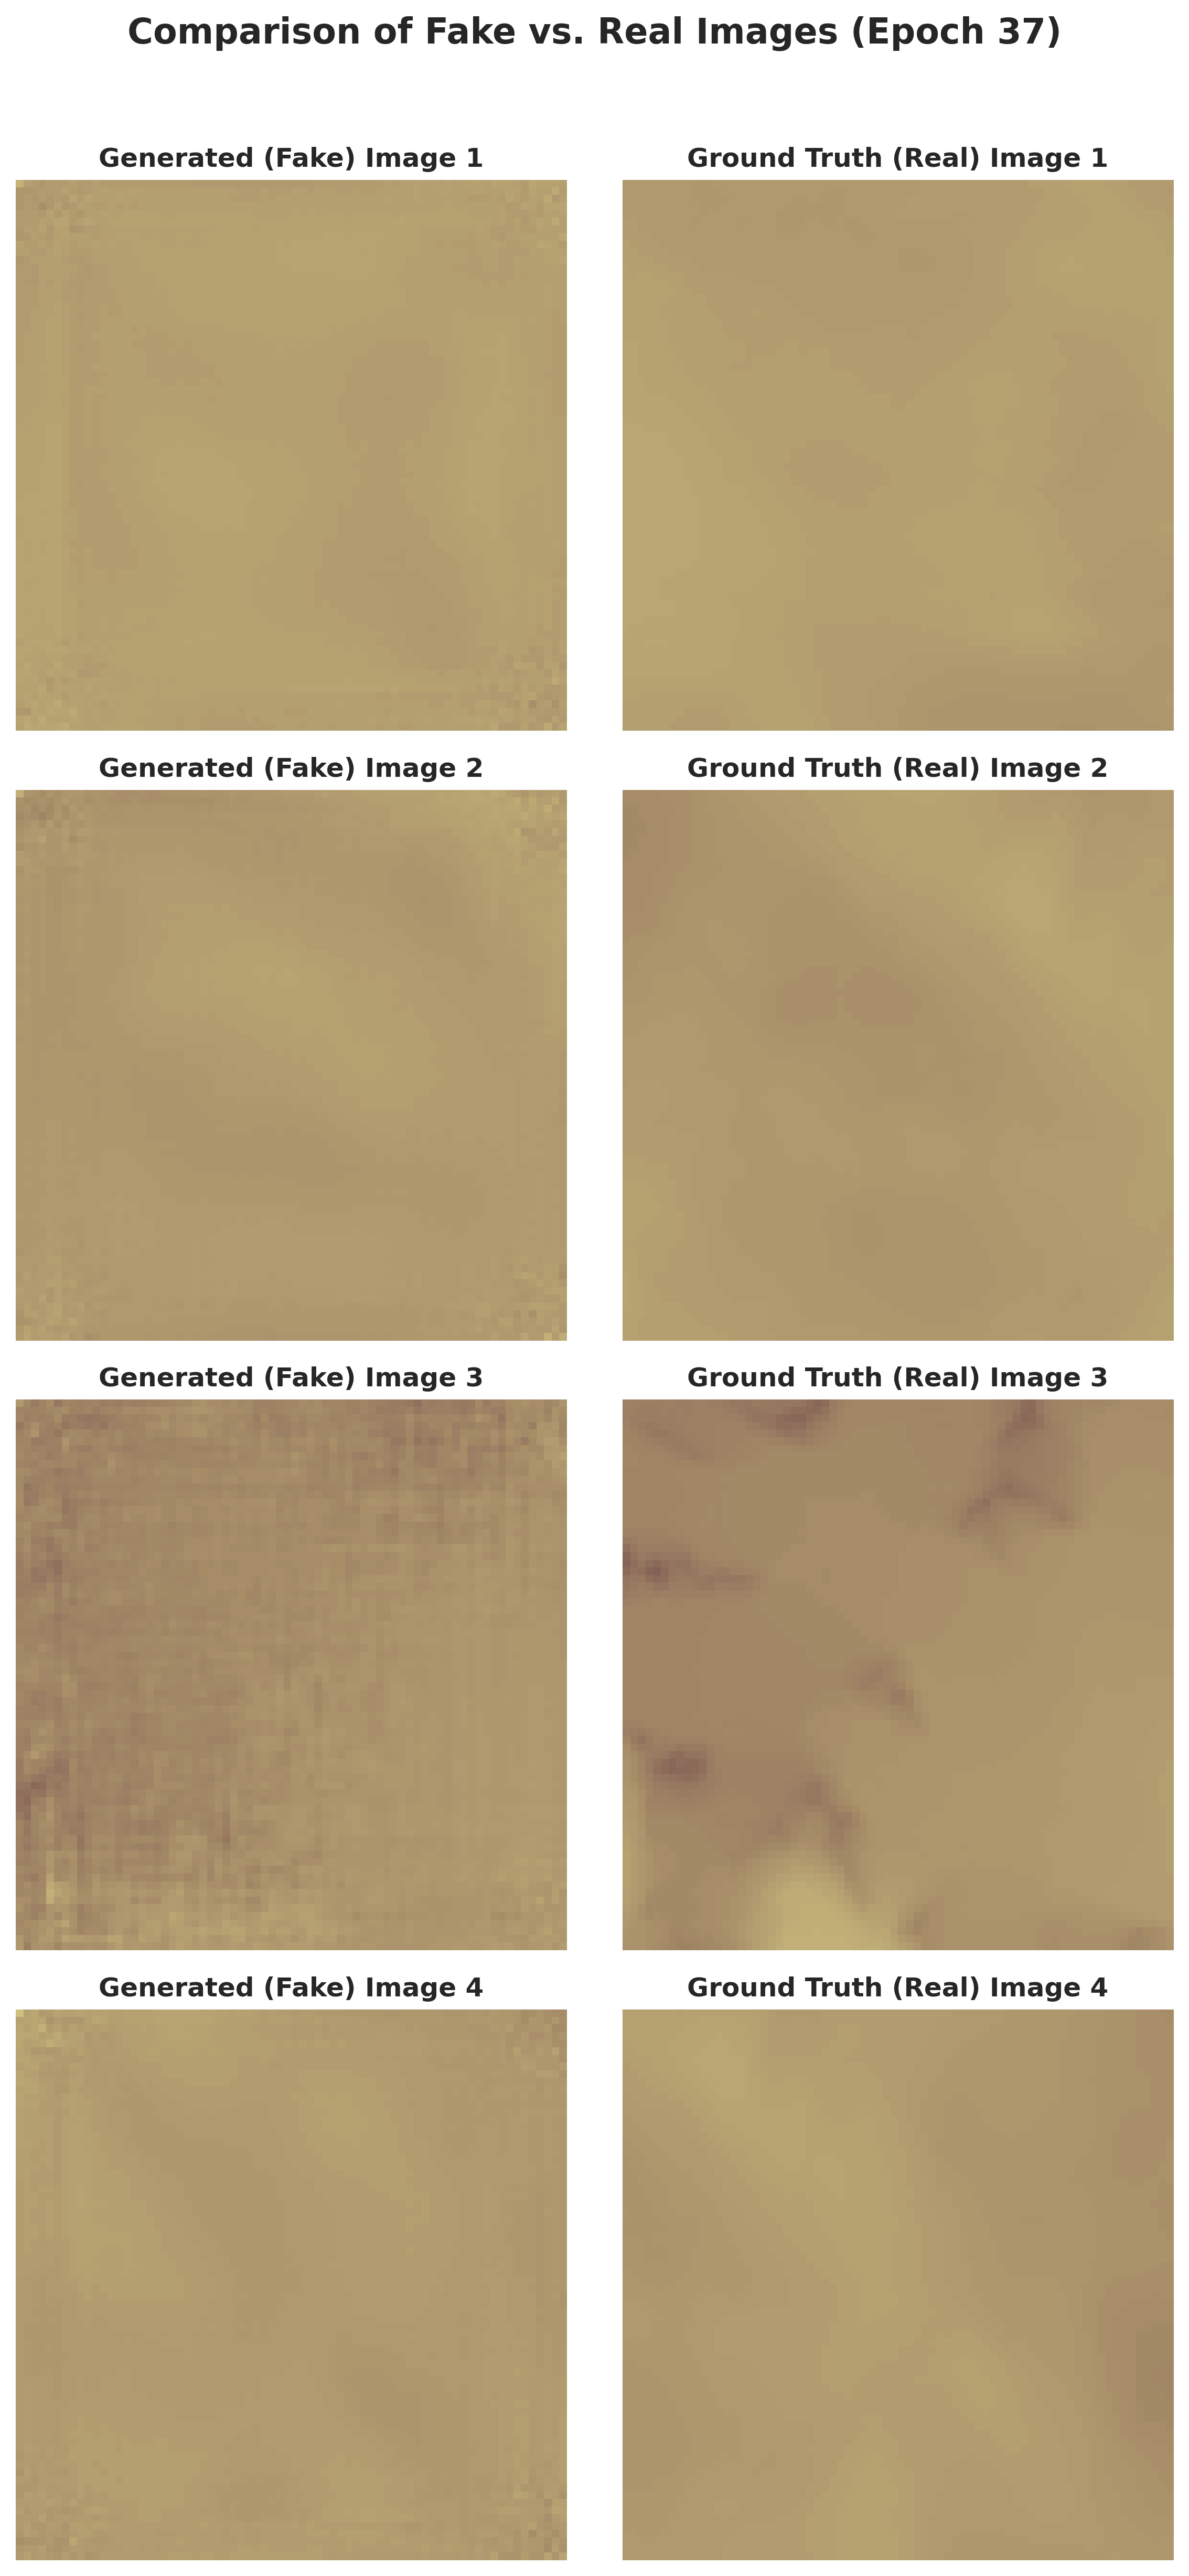 Comparison of Fake vs. Real Images (Epoch 37)
Generated (Fake) Image 1
Ground Truth (Real) Image 1
Generated (Fake) Image 2
Ground Truth (Real) Image 2
Generated (Fake) Image 3
Ground Truth (Real) Image 3
Generated (Fake) Image 4
Ground Truth (Real) Image 4